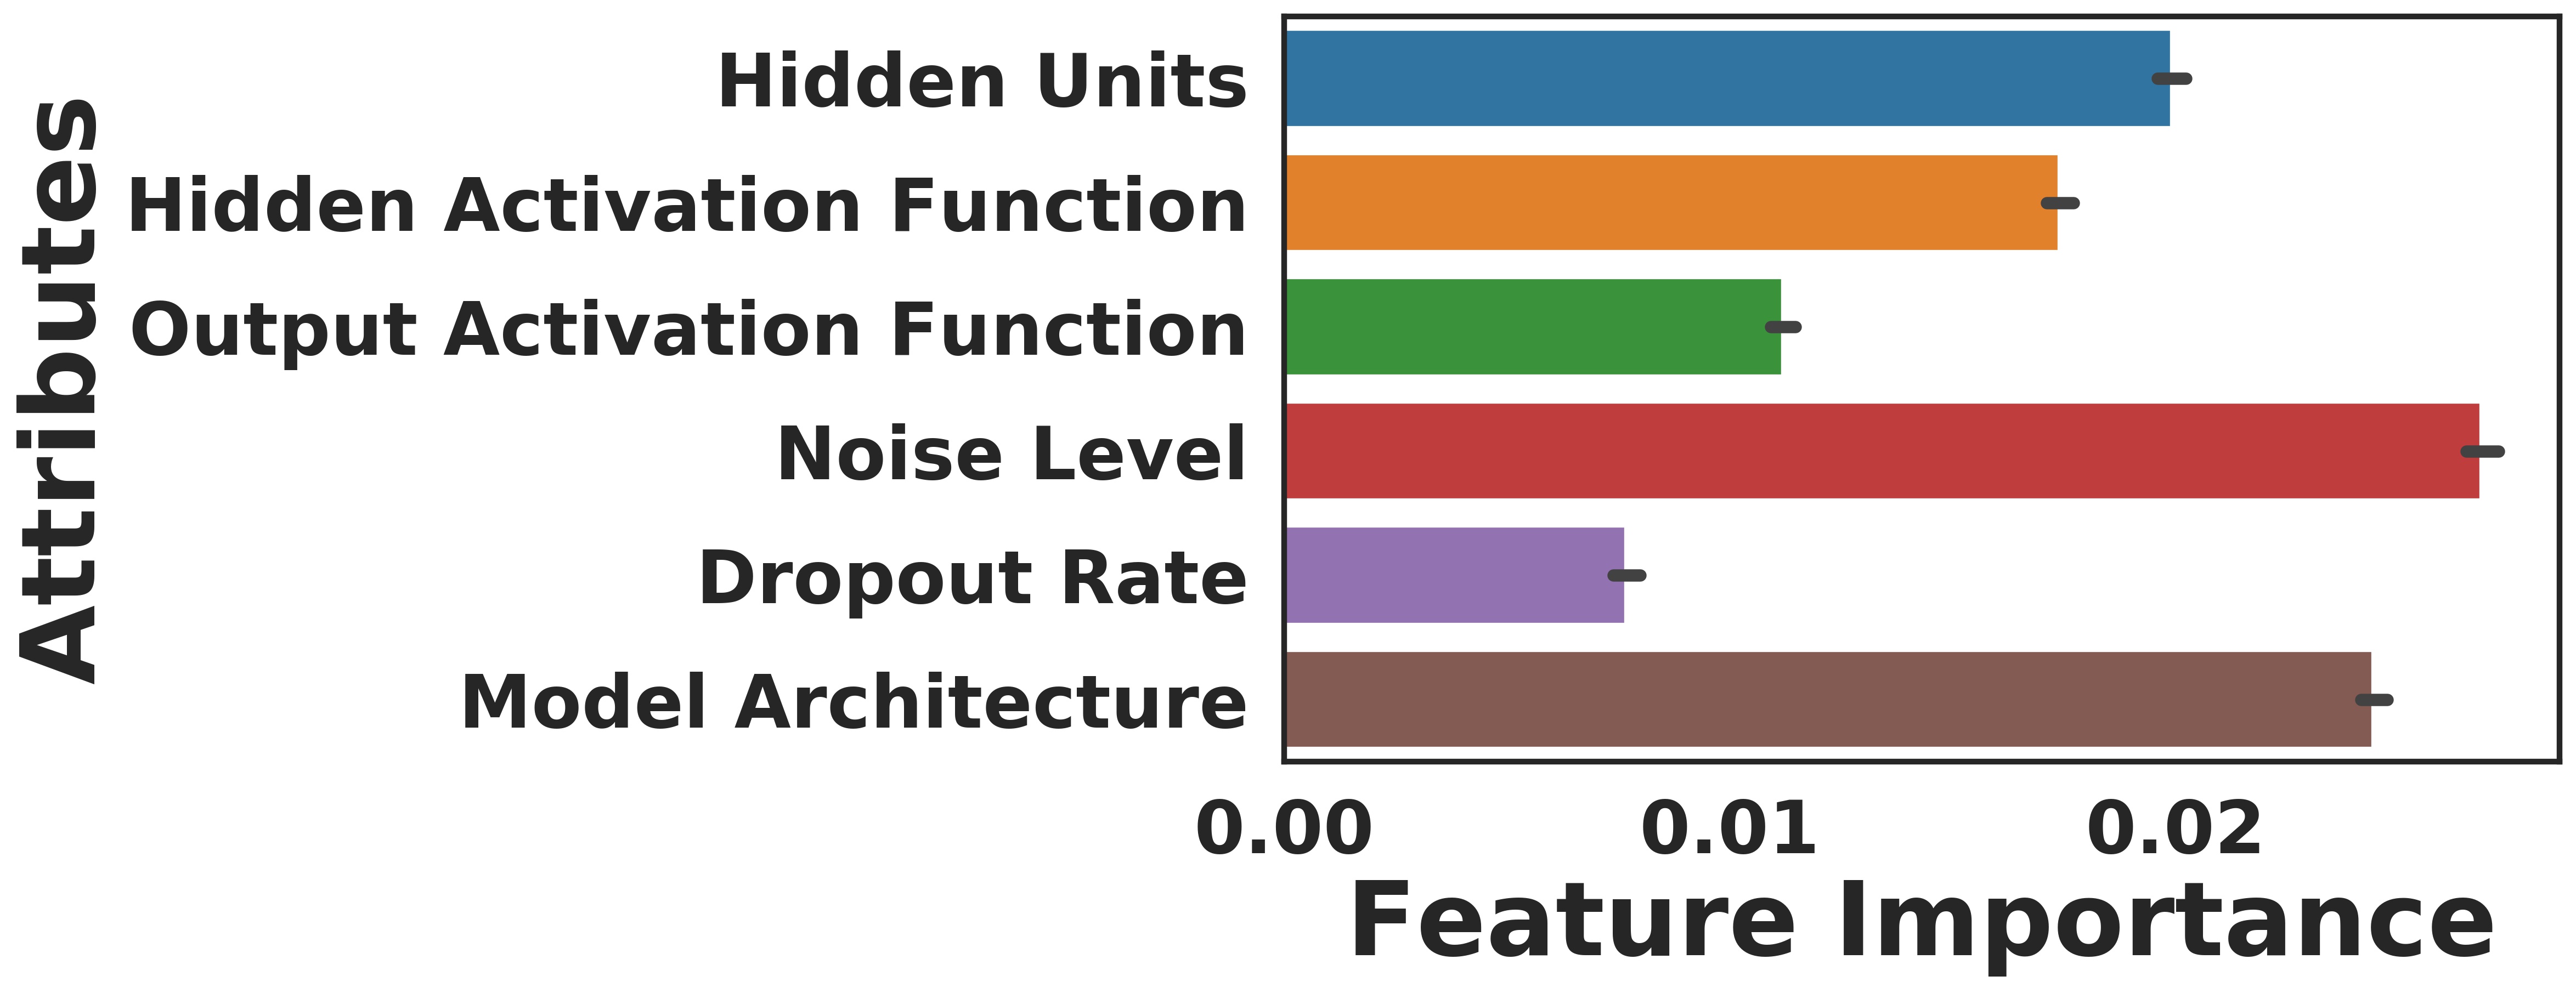 Attributes
Hidden Units
Hidden Activation Function
Output Activation Function
Noise Level
Dropout Rate
Model Architecture
0.00 0.01 0.02
Feature Importance